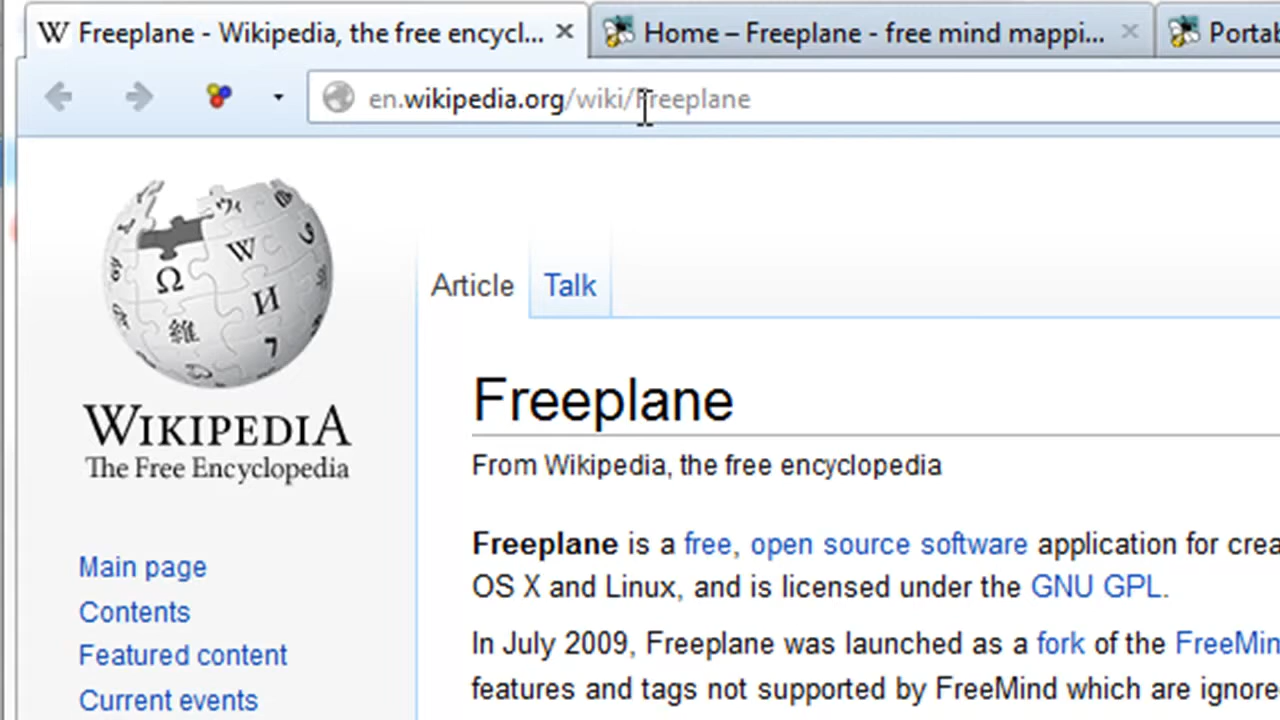 Freeplane - Wikipedia, the free encycl...
Home – Freeplane - free mind mappi...
Portab
en.wikipedia.org/wiki/Freeplane
Ω
W
И
維
7
WIKIPEDIA
The Free Encyclopedia
Main page
Contents
Featured content
Current events
Article
Talk
Freeplane
From Wikipedia, the free encyclopedia
Freeplane is a free, open source software application for crea
OS X and Linux, and is licensed under the GNU GPL.
In July 2009, Freeplane was launched as a fork of the FreeMin
features and tags not supported by FreeMind which are ignore